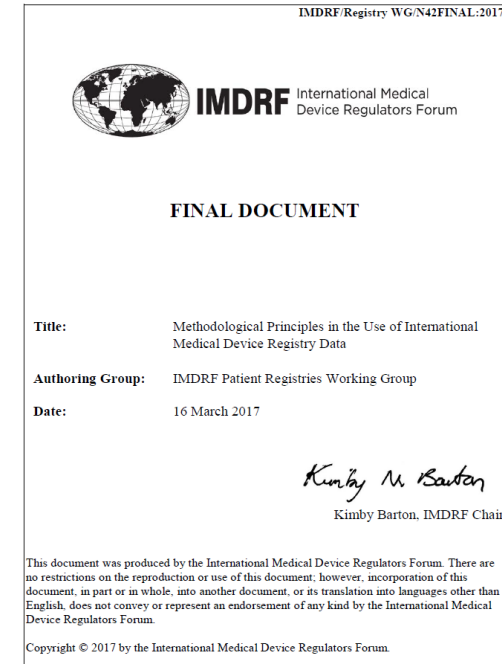 IMDRF/Registry WG/N42FINAL:2017
IMDRF International Medical
Device Regulators Forum
FINAL DOCUMENT
Title: Methodological Principles in the Use of International
Medical Device Registry Data
Authoring Group: IMDRF Patient Registries Working Group
Date: 16 March 2017
Kimby M Barton
Kimby Barton, IMDRF Chair
This document was produced by the International Medical Device Regulators Forum. There are
no restrictions on the reproduction or use of this document; however, incorporation of this
document, in part or in whole, into another document, or its translation into languages other than
English, does not convey or represent an endorsement of any kind by the International Medical
Device Regulators Forum.
Copyright © 2017 by the International Medical Device Regulators Forum.